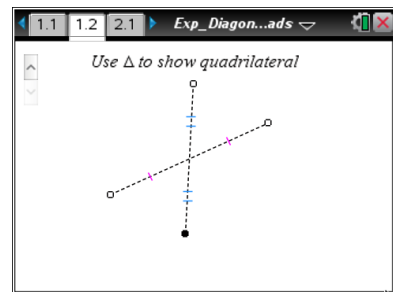 1.1 1.2 2.1 Exp_Diagon...ads
Use Δ to show quadrilateral